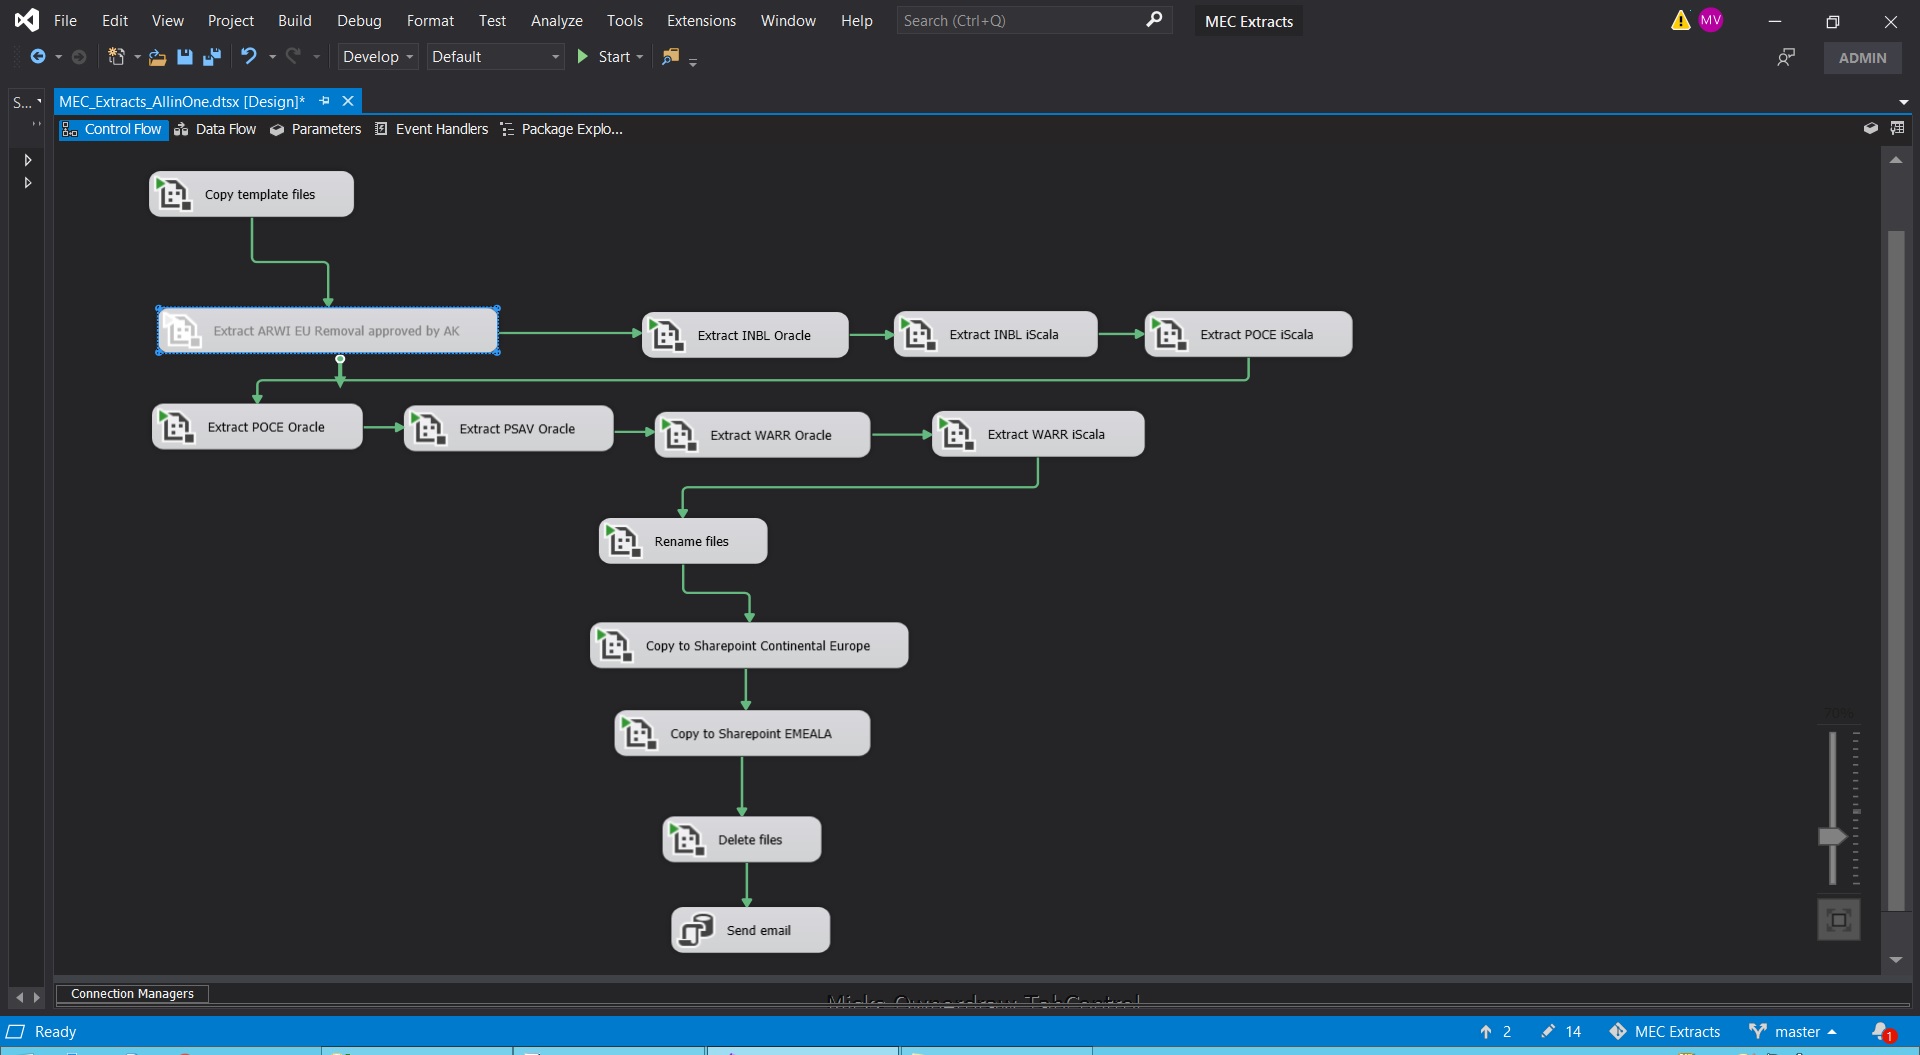 File Edit View Project Build Debug Format Test Analyze Tools Extensions Window Help Search (Ctrl+Q) MEC Extracts MV
Develop Default Start ADMIN
S... MEC_Extracts_AllinOne.dtsx [Design]*
Control Flow Data Flow Parameters Event Handlers Package Explo...
Copy template files
Extract ARWI EU Removal approved by AK Extract INBL Oracle Extract INBL iScala Extract POCE iScala
Extract POCE Oracle Extract PSAV Oracle Extract WARR Oracle Extract WARR iScala
Rename files
Copy to Sharepoint Continental Europe
Copy to Sharepoint EMEALA
70%
Delete files
Send email
Connection Managers
Ready 2 14 MEC Extracts master 1